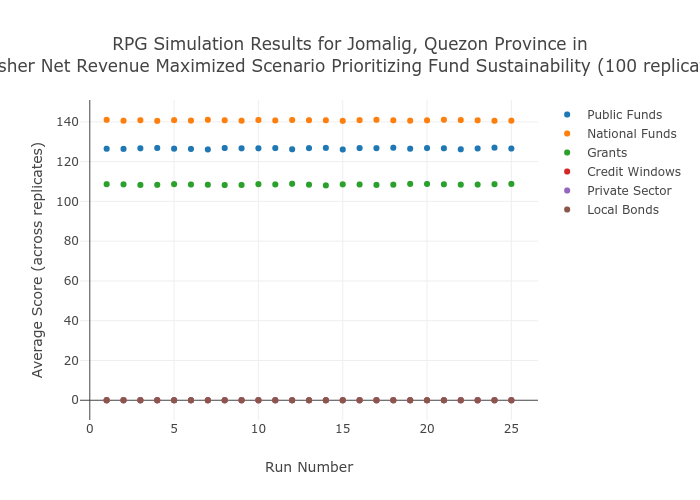 RPG Simulation Results for Jomalig, Quezon Province in
Net Revenue Maximized Scenario Prioritizing Fund Sustainability (100
Average Score (across replicates)
140
120
100
80
60
40
20
0
0
5
10
15
20
25
Run Number
Public Funds
National Funds
Grants
Credit Windows
Private Sector
Local Bonds